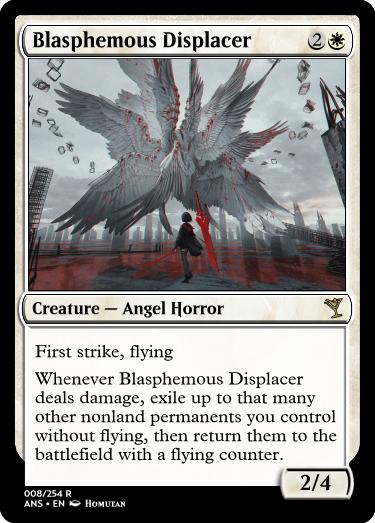 Blasphemous Displacer 2
Creature — Angel Horror
First strike, flying
Whenever Blasphemous Displacer
deals damage, exile up to that many
other nonland permanents you control
without flying, then return them to the
battlefield with a flying counter.
2/4
008/254 R
ANS • EN Homutan